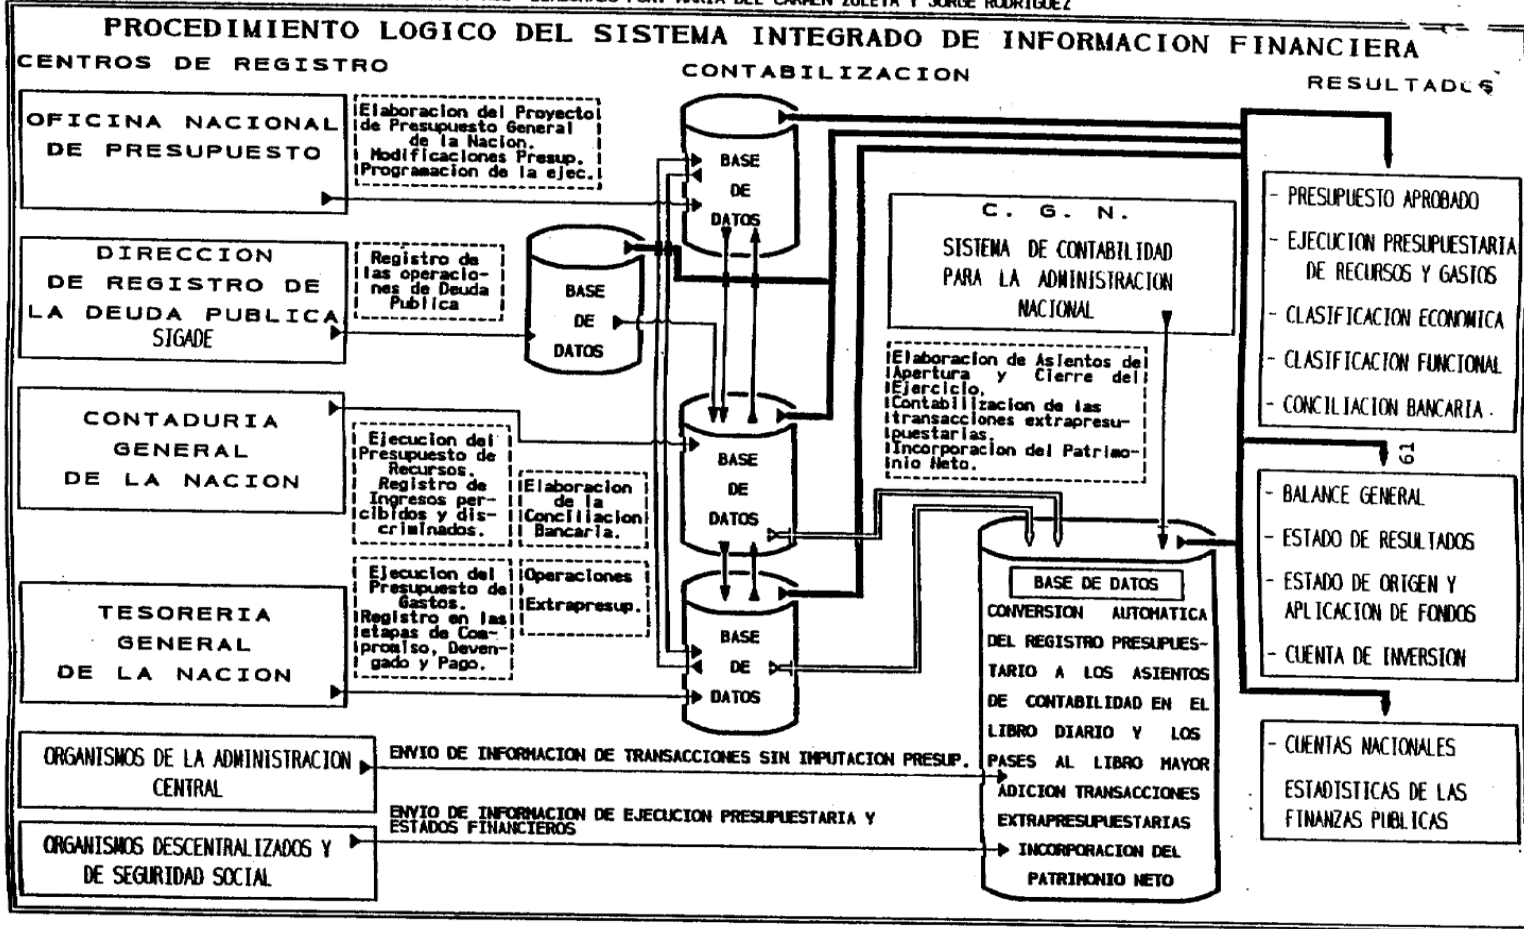 MARIA DEL CARMEN ZULETA Y JORGE RODRIGUEZ
PROCEDIMIENTO LOGICO DEL SISTEMA INTEGRADO DE INFORMACION FINANCIERA
CENTROS DE REGISTRO
CONTABILIZACION
RESULTADOS
OFICINA NACIONAL
DE PRESUPUESTO
Elaboracion del Proyecto
de Presupuesto General
de la Nacion.
Modificaciones Presup.
Programacion de la ejec.
BASE
DE
DATOS
DIRECCION
DE REGISTRO DE
LA DEUDA PUBLICA
SIGADE
Registro de
las operacio-
nes de Deuda
Publica
BASE
DE
DATOS
C. G. N.
SISTEMA DE CONTABILIDAD
PARA LA ADMINISTRACION
NACIONAL
Elaboracion de Asientos de
Apertura y Cierre del
Ejercicio.
Contabilizacion de las
transacciones extrapresu-
puestarias.
Incorporacion del Patrimo-
nio Neto.
CONTADURIA
GENERAL
DE LA NACION
Ejecucion del
Presupuesto de
Recursos.
Registro de
Ingresos per-
cibidos y dis-
criminados.
Elaboracion
de la
Conciliacion
Bancaria.
BASE
DE
DATOS
TESORERIA
GENERAL
DE LA NACION
Ejecucion del
Presupuesto de
Gastos.
Registro en las
etapas de Com-
promiso, Deven-
gado y Pago.
Operaciones
Extrapresup.
BASE
DE
DATOS
BASE DE DATOS
CONVERSION AUTOMATICA
DEL REGISTRO PRESUPUES-
TARIO A LOS ASIENTOS
DE CONTABILIDAD EN EL
LIBRO DIARIO Y LOS
PASES AL LIBRO MAYOR
ADICION TRANSACCIONES
EXTRAPRESUPUESTARIAS
INCORPORACION DEL
PATRIMONIO NETO
ORGANISMOS DE LA ADMINISTRACION
CENTRAL
ENVIO DE INFORMACION DE TRANSACCIONES SIN IMPUTACION PRESUP.
ORGANISMOS DESCENTRALIZADOS Y
DE SEGURIDAD SOCIAL
ENVIO DE INFORMACION DE EJECUCION PRESUPUESTARIA Y
ESTADOS FINANCIEROS
- PRESUPUESTO APROBADO
- EJECUCION PRESUPUESTARIA
DE RECURSOS Y GASTOS
- CLASIFICACION ECONOMICA
- CLASIFICACION FUNCIONAL
- CONCILIACION BANCARIA .
61
- BALANCE GENERAL
- ESTADO DE RESULTADOS
- ESTADO DE ORIGEN Y
APLICACION DE FONDOS
- CUENTA DE INVERSION
- CUENTAS NACIONALES
ESTADISTICAS DE LAS
FINANZAS PUBLICAS